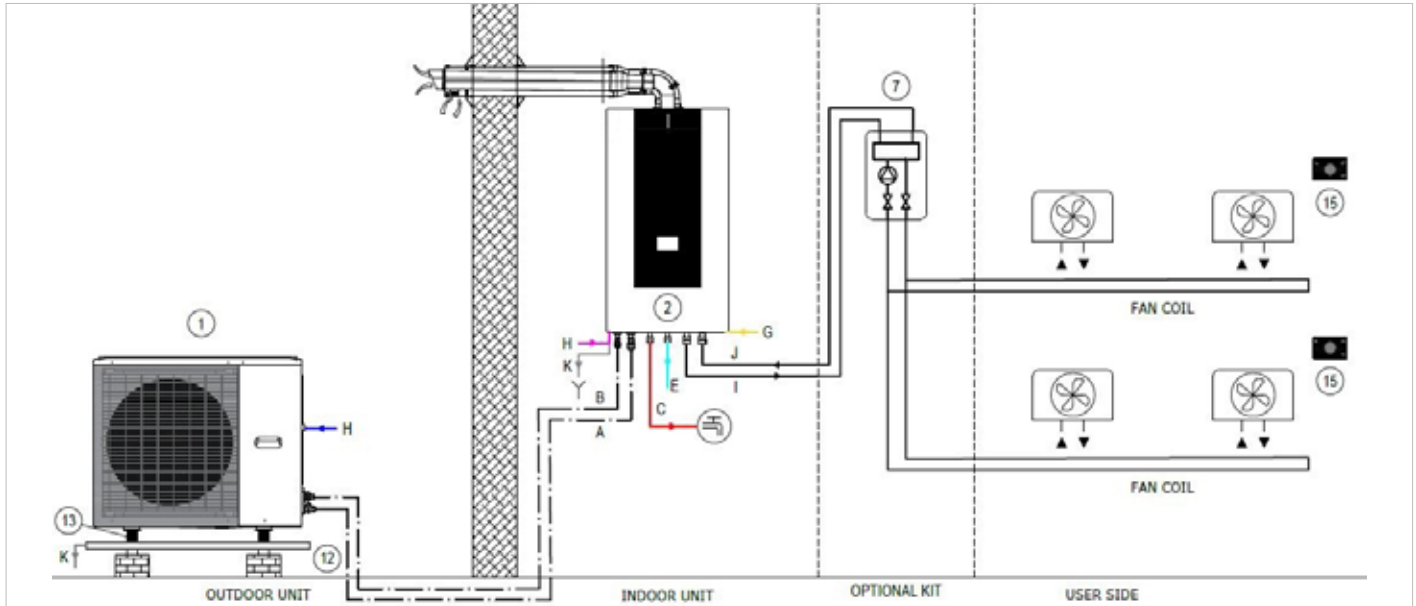 7
15
2
1
H
G
K
J
I
E
B
C
A
H
FAN COIL
15
FAN COIL
13
K
12
OUTDOOR UNIT
INDOOR UNIT
OPTIONAL KIT
USER SIDE